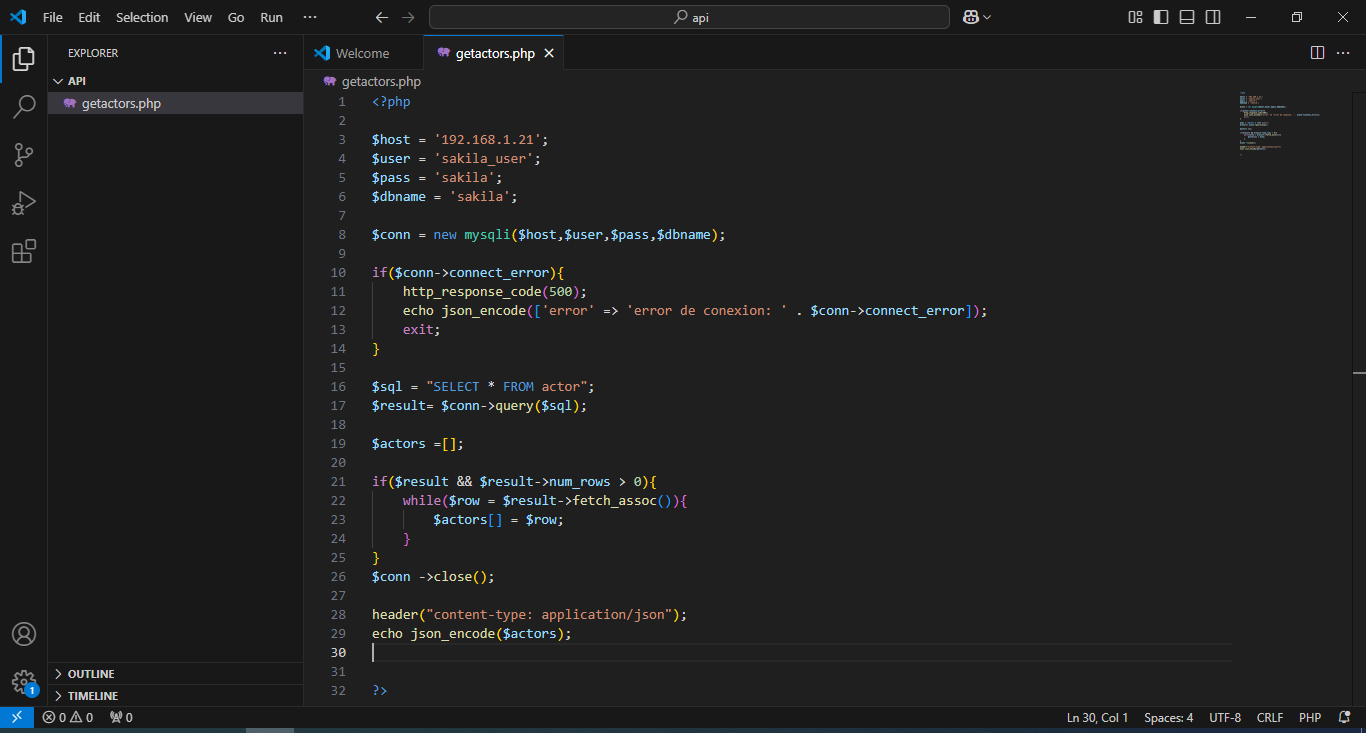 File Edit Selection View Go Run ···
api
EXPLORER ···
API
getactors.php
Welcome
getactors.php
getactors.php
1 <?php
2
3 $host = '192.168.1.21';
4 $user = 'sakila_user';
5 $pass = 'sakila';
6 $dbname = 'sakila';
7
8 $conn = new mysqli($host,$user,$pass,$dbname);
9
10 if($conn->connect_error){
11 http_response_code(500);
12 echo json_encode(['error' => 'error de conexion: ' . $conn->connect_error]);
13 exit;
14 }
15
16 $sql = "SELECT * FROM actor";
17 $result= $conn->query($sql);
18
19 $actors =[];
20
21 if($result && $result->num_rows > 0){
22 while($row = $result->fetch_assoc()){
23 $actors[] = $row;
24 }
25 }
26 $conn ->close();
27
28 header("content-type: application/json");
29 echo json_encode($actors);
30
31
32 ?>
OUTLINE
TIMELINE
1
0 0 0
Ln 30, Col 1 Spaces: 4 UTF-8 CRLF PHP